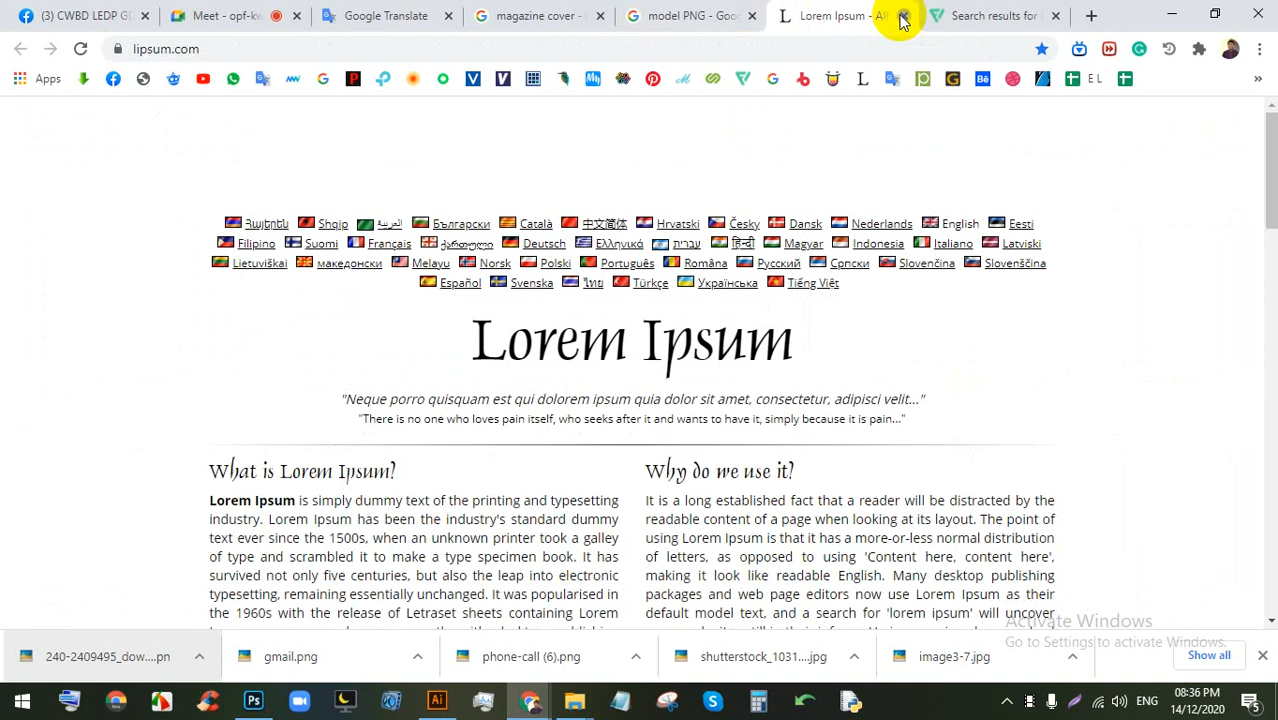 (3) CWBD LEDP GD
Meet - opf-kw
Google Translate
magazine cover -
model PNG - Goo
Lorem Ipsum - All
Search results for
lipsum.com
Apps
E L
Հայերեն Shqip العربية Български Català 中文简体 Hrvatski Česky Dansk Nederlands English Eesti
Filipino Suomi Français ქართული Deutsch Ελληνικά עברית हिन्दी Magyar Indonesia Italiano Latviski
Lietuviškai македонски Melayu Norsk Polski Português Româna Русский Српски Slovenčina Slovenščina
Español Svenska ไทย Türkçe Українська Tiếng Việt
Lorem Ipsum
"Neque porro quisquam est qui dolorem ipsum quia dolor sit amet, consectetur, adipisci velit..."
"There is no one who loves pain itself, who seeks after it and wants to have it, simply because it is pain..."
What is Lorem Ipsum?
Lorem Ipsum is simply dummy text of the printing and typesetting
industry. Lorem Ipsum has been the industry's standard dummy
text ever since the 1500s, when an unknown printer took a galley
of type and scrambled it to make a type specimen book. It has
survived not only five centuries, but also the leap into electronic
typesetting, remaining essentially unchanged. It was popularised in
the 1960s with the release of Letraset sheets containing Lorem
Why do we use it?
It is a long established fact that a reader will be distracted by the
readable content of a page when looking at its layout. The point of
using Lorem Ipsum is that it has a more-or-less normal distribution
of letters, as opposed to using 'Content here, content here',
making it look like readable English. Many desktop publishing
packages and web page editors now use Lorem Ipsum as their
default model text, and a search for 'lorem ipsum' will uncover
Activate Windows
Go to Settings to activate Windows.
240-2409495_dow....pn
gmail.png
phone-call (6).png
shutterstock_1031....jpg
image3-7.jpg
Show all
ENG
08:36 PM
14/12/2020
5